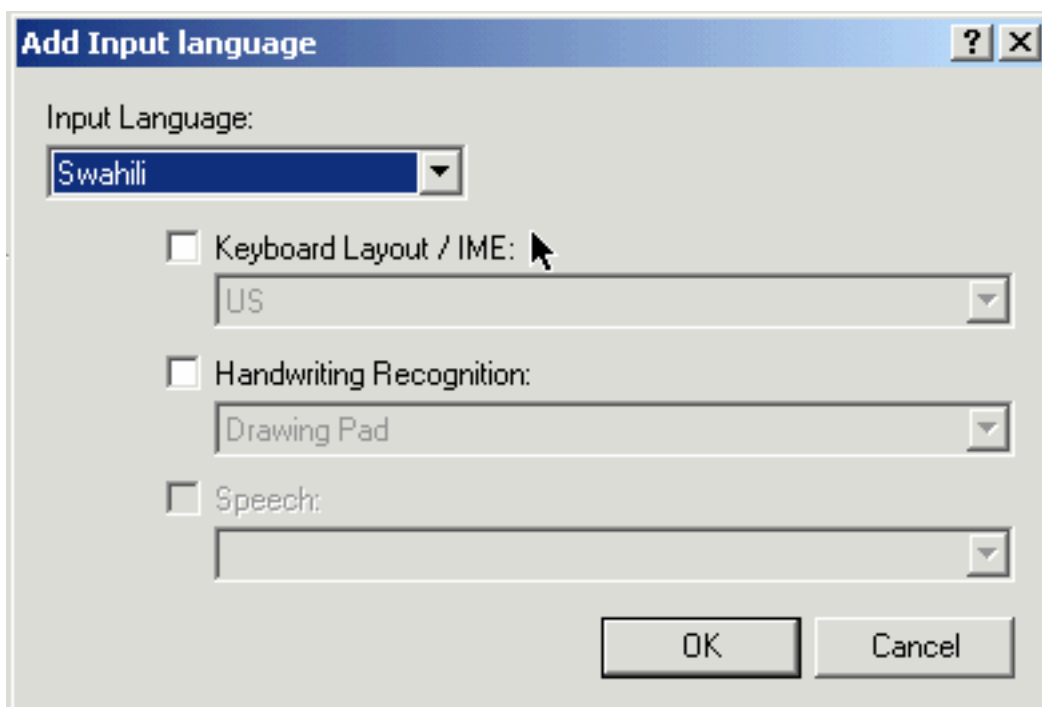 Add Input language
Input Language:
Swahili
Keyboard Layout / IME:
US
Handwriting Recognition:
Drawing Pad
Speech:
OK Cancel